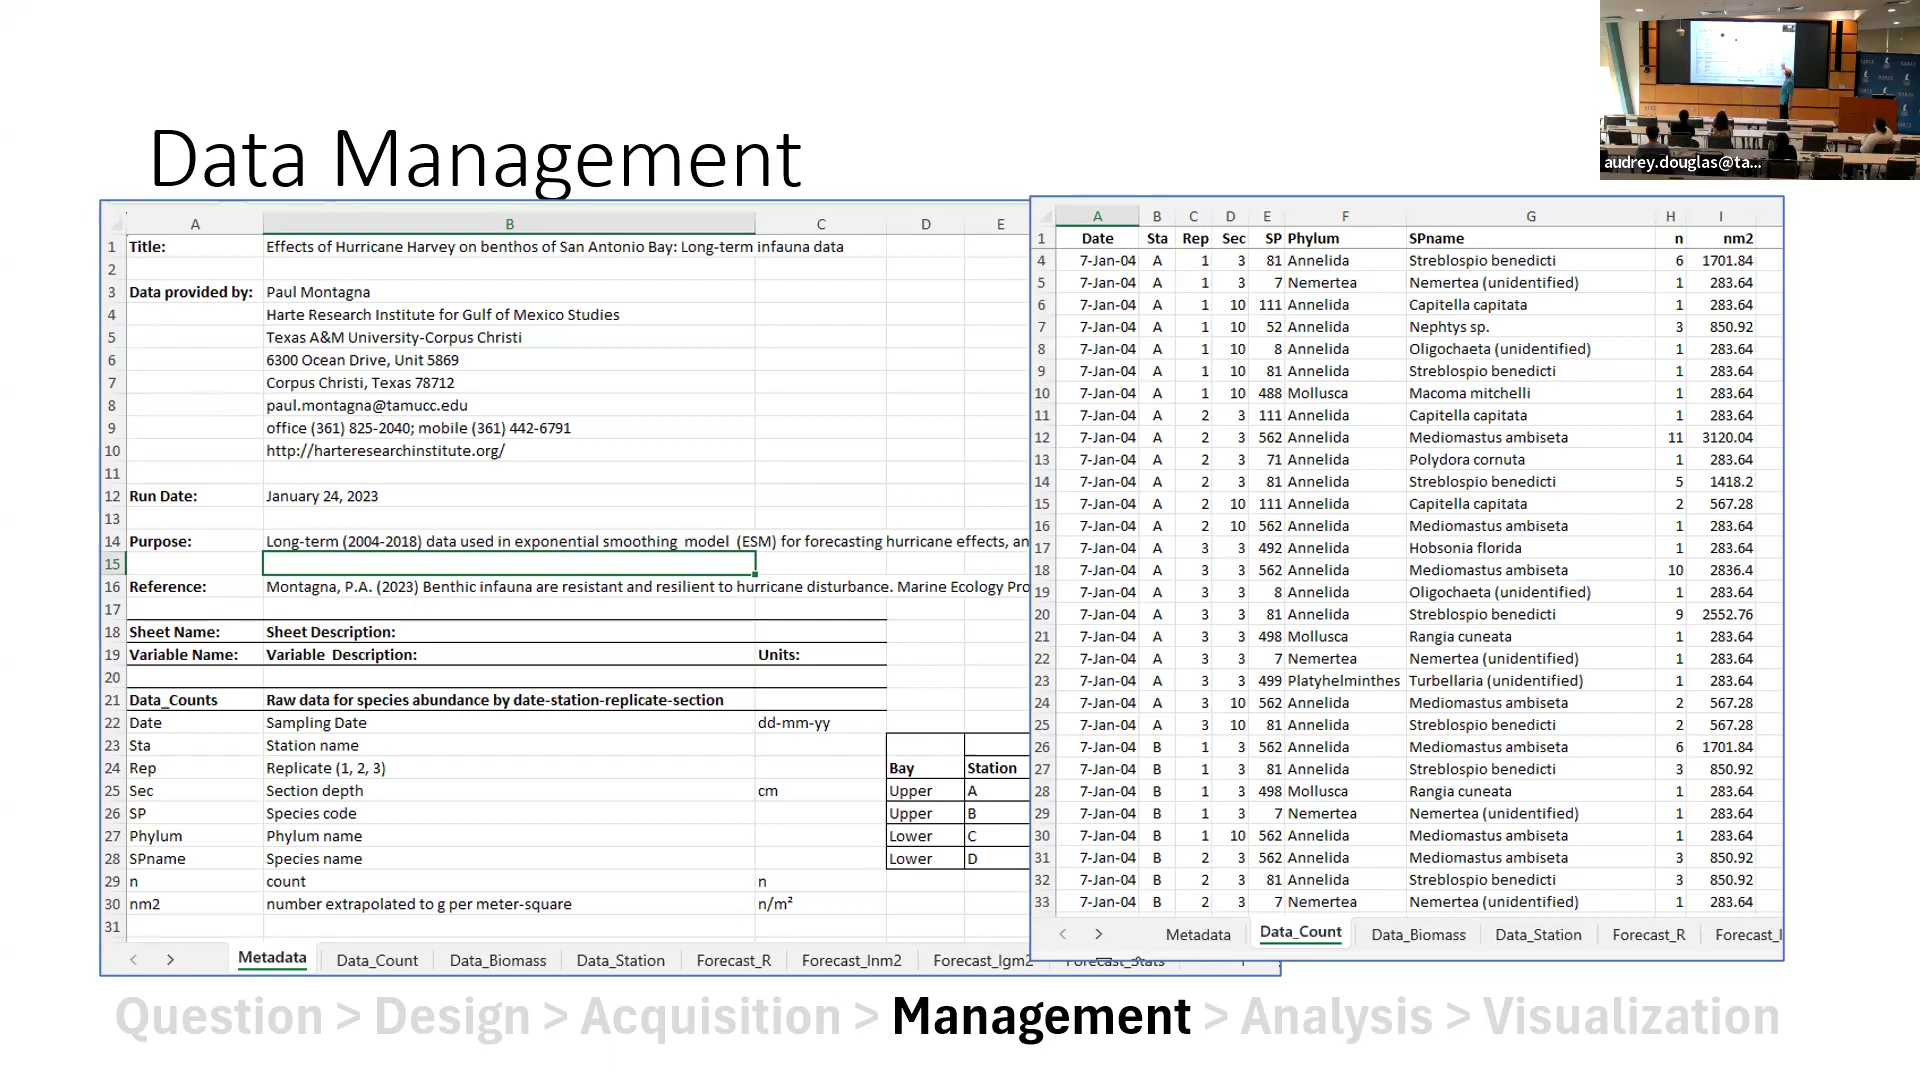 audrey.douglas@ta...
Data Management
A B C D E
1 Title: Effects of Hurricane Harvey on benthos of San Antonio Bay: Long-term infauna data
2
3 Data provided by: Paul Montagna
4 Harte Research Institute for Gulf of Mexico Studies
5 Texas A&M University-Corpus Christi
6 6300 Ocean Drive, Unit 5869
7 Corpus Christi, Texas 78712
8 paul.montagna@tamucc.edu
9 office (361) 825-2040; mobile (361) 442-6791
10 http://harteresearchinstitute.org/
11
12 Run Date: January 24, 2023
13
14 Purpose: Long-term (2004-2018) data used in exponential smoothing model (ESM) for forecasting hurricane effects, an
15
16 Reference: Montagna, P.A. (2023) Benthic infauna are resistant and resilient to hurricane disturbance. Marine Ecology Pro
17
18 Sheet Name: Sheet Description:
19 Variable Name: Variable Description: Units:
20
21 Data_Counts Raw data for species abundance by date-station-replicate-section
22 Date Sampling Date dd-mm-yy
23 Sta Station name
24 Rep Replicate (1, 2, 3) Bay Station
25 Sec Section depth cm Upper A
26 SP Species code Upper B
27 Phylum Phylum name Lower C
28 SPname Species name Lower D
29 n count n
30 nm2 number extrapolated to g per meter-square n/m²
31
Metadata Data_Count Data_Biomass Data_Station Forecast_R Forecast_lnm2 Forecast_lgm2 Forecast_Stats
A B C D E F G H I
1 Date Sta Rep Sec SP Phylum SPname n nm2
4 7-Jan-04 A 1 3 81 Annelida Streblospio benedicti 6 1701.84
5 7-Jan-04 A 1 3 7 Nemertea Nemertea (unidentified) 1 283.64
6 7-Jan-04 A 1 10 111 Annelida Capitella capitata 1 283.64
7 7-Jan-04 A 1 10 52 Annelida Nephtys sp. 3 850.92
8 7-Jan-04 A 1 10 8 Annelida Oligochaeta (unidentified) 1 283.64
9 7-Jan-04 A 1 10 81 Annelida Streblospio benedicti 1 283.64
10 7-Jan-04 A 1 10 488 Mollusca Macoma mitchelli 1 283.64
11 7-Jan-04 A 2 3 111 Annelida Capitella capitata 1 283.64
12 7-Jan-04 A 2 3 562 Annelida Mediomastus ambiseta 11 3120.04
13 7-Jan-04 A 2 3 71 Annelida Polydora cornuta 1 283.64
14 7-Jan-04 A 2 3 81 Annelida Streblospio benedicti 5 1418.2
15 7-Jan-04 A 2 10 111 Annelida Capitella capitata 2 567.28
16 7-Jan-04 A 2 10 562 Annelida Mediomastus ambiseta 1 283.64
17 7-Jan-04 A 3 3 492 Annelida Hobsonia florida 1 283.64
18 7-Jan-04 A 3 3 562 Annelida Mediomastus ambiseta 10 2836.4
19 7-Jan-04 A 3 3 8 Annelida Oligochaeta (unidentified) 1 283.64
20 7-Jan-04 A 3 3 81 Annelida Streblospio benedicti 9 2552.76
21 7-Jan-04 A 3 3 498 Mollusca Rangia cuneata 1 283.64
22 7-Jan-04 A 3 3 7 Nemertea Nemertea (unidentified) 1 283.64
23 7-Jan-04 A 3 3 499 Platyhelminthes Turbellaria (unidentified) 1 283.64
24 7-Jan-04 A 3 10 562 Annelida Mediomastus ambiseta 2 567.28
25 7-Jan-04 A 3 10 81 Annelida Streblospio benedicti 2 567.28
26 7-Jan-04 B 1 3 562 Annelida Mediomastus ambiseta 6 1701.84
27 7-Jan-04 B 1 3 81 Annelida Streblospio benedicti 3 850.92
28 7-Jan-04 B 1 3 498 Mollusca Rangia cuneata 1 283.64
29 7-Jan-04 B 1 3 7 Nemertea Nemertea (unidentified) 1 283.64
30 7-Jan-04 B 1 10 562 Annelida Mediomastus ambiseta 1 283.64
31 7-Jan-04 B 2 3 562 Annelida Mediomastus ambiseta 3 850.92
32 7-Jan-04 B 2 3 81 Annelida Streblospio benedicti 3 850.92
33 7-Jan-04 B 2 3 7 Nemertea Nemertea (unidentified) 1 283.64
Metadata Data_Count Data_Biomass Data_Station Forecast_R Forecast_l
Question > Design > Acquisition > Management > Analysis > Visualization